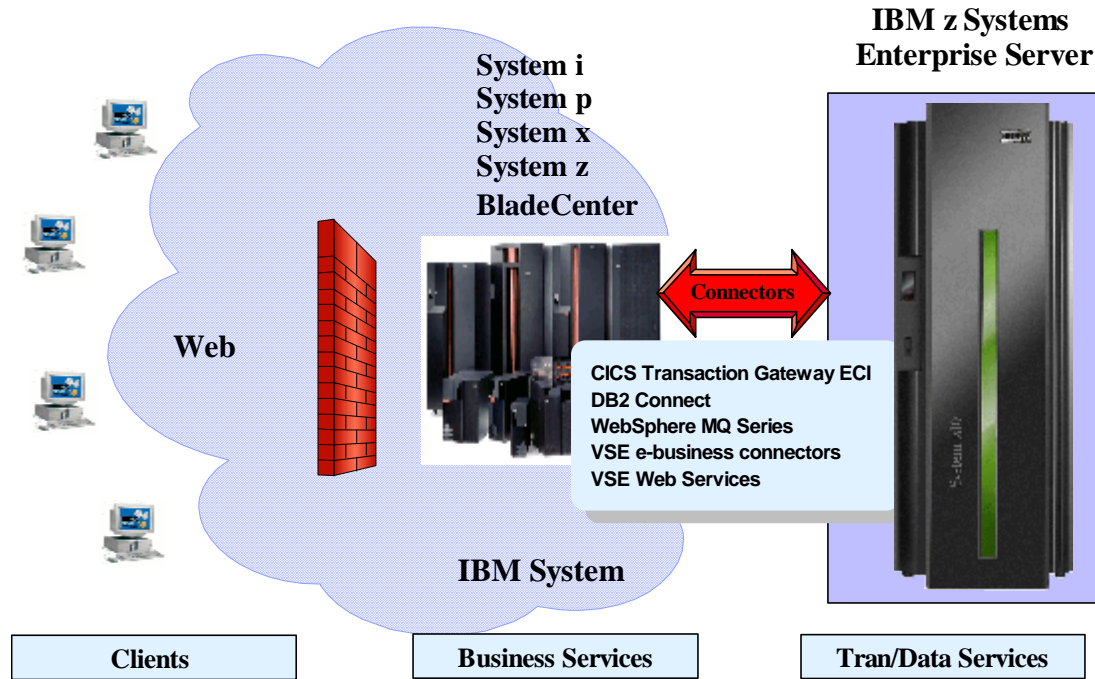 IBM z Systems
Enterprise Server
System i
System p
System x
System z
BladeCenter
Connectors
Web
CICS Transaction Gateway ECI
DB2 Connect
WebSphere MQ Series
VSE e-business connectors
VSE Web Services
IBM System
Clients
Business Services
Tran/Data Services